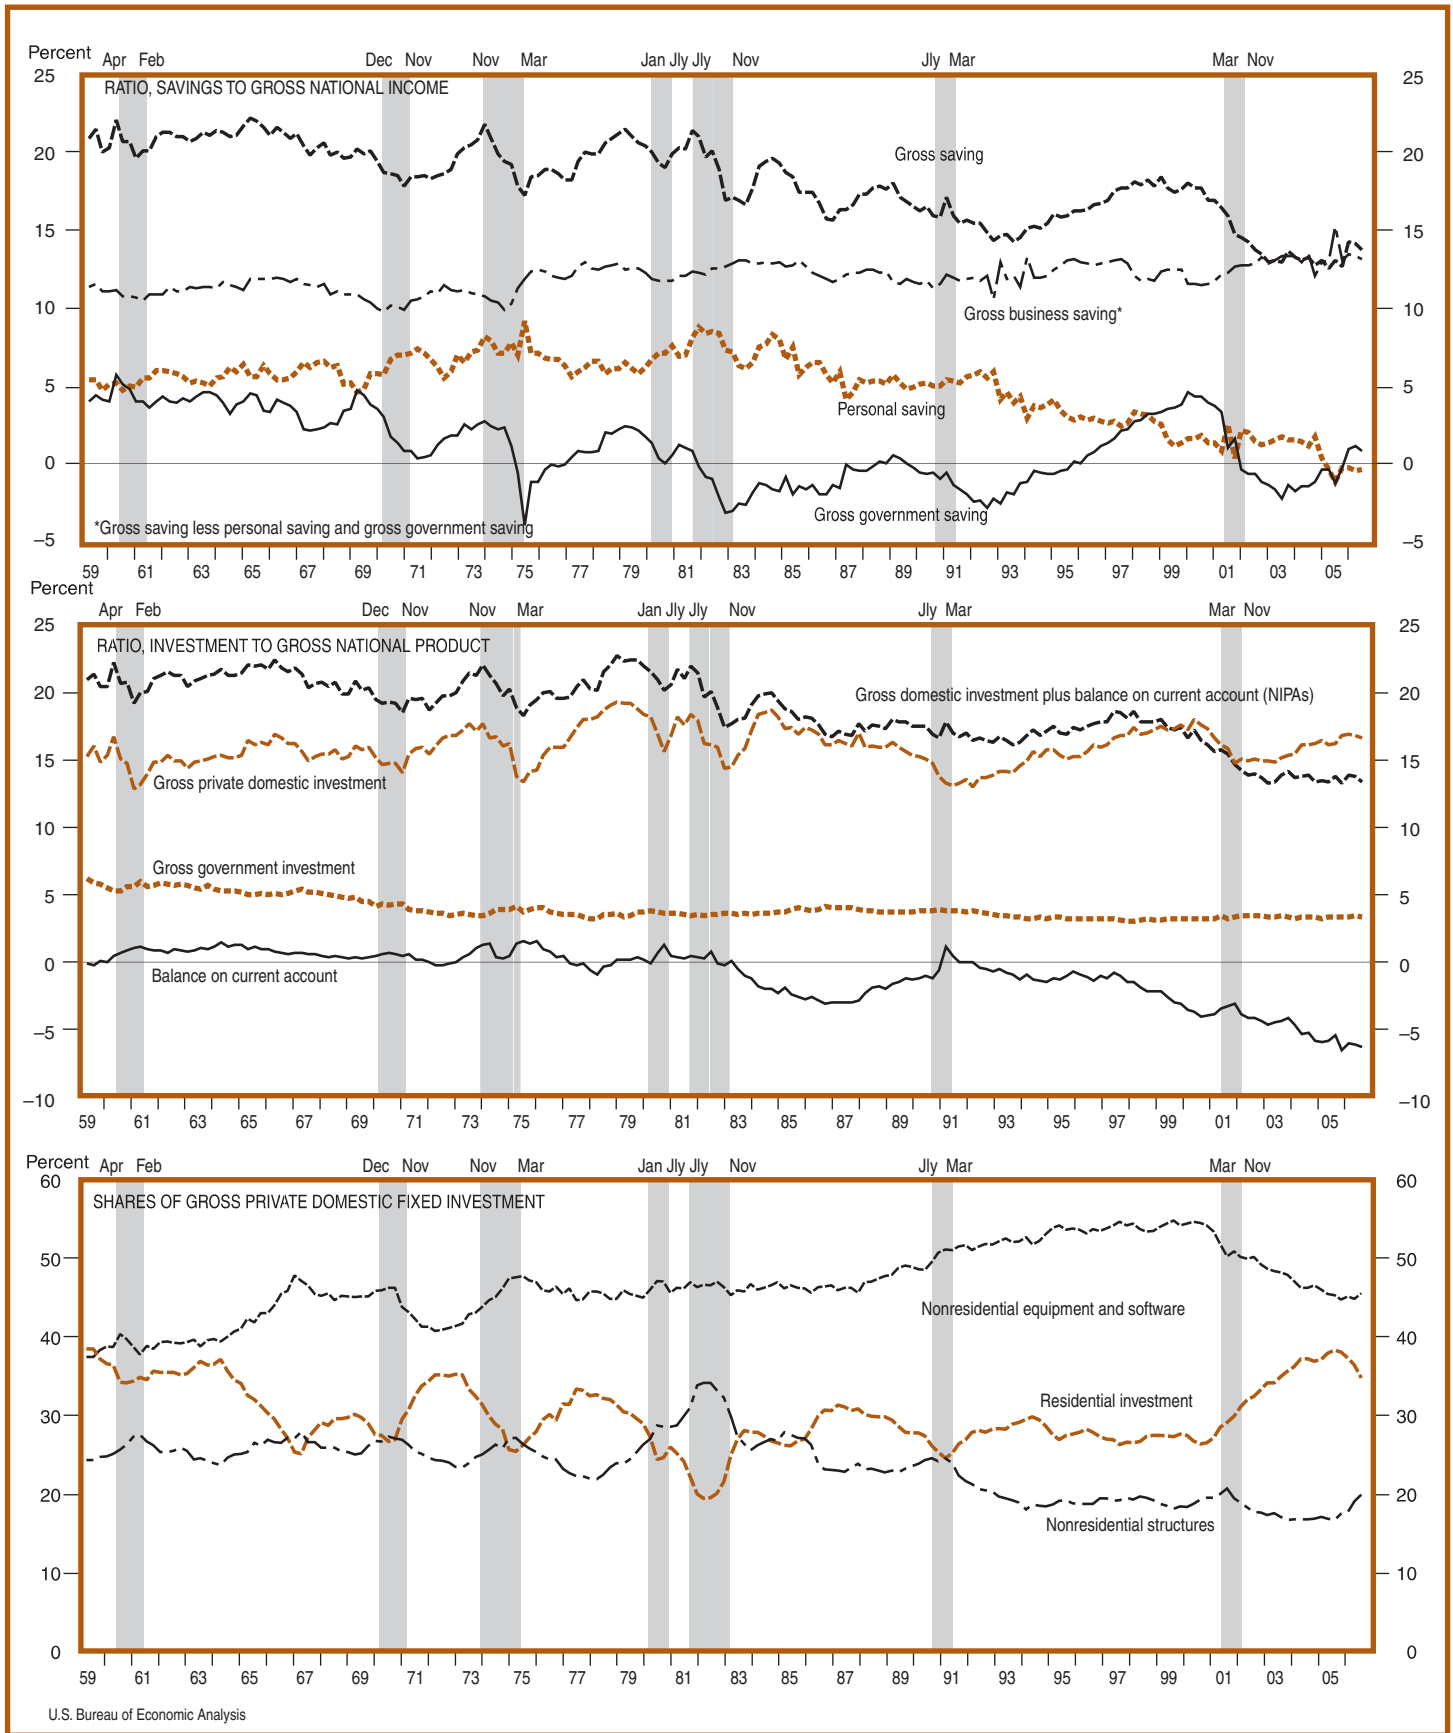 Percent
Apr Feb Dec Nov Nov Mar Jan Jly Jly Nov Jly Mar Mar Nov
25 25
RATIO, SAVINGS TO GROSS NATIONAL INCOME
20 20
Gross saving
15 15
10 10
Gross business saving*
5 5
Personal saving
0 0
Gross government saving
*Gross saving less personal saving and gross government saving
–5 –5
59 61 63 65 67 69 71 73 75 77 79 81 83 85 87 89 91 93 95 97 99 01 03 05
Percent
Apr Feb Dec Nov Nov Mar Jan Jly Jly Nov Jly Mar Mar Nov
25 25
RATIO, INVESTMENT TO GROSS NATIONAL PRODUCT
20 20
Gross domestic investment plus balance on current account (NIPAs)
15 15
Gross private domestic investment
10 10
Gross government investment
5 5
0 0
Balance on current account
–5 –5
–10 –10
59 61 63 65 67 69 71 73 75 77 79 81 83 85 87 89 91 93 95 97 99 01 03 05
Percent
Apr Feb Dec Nov Nov Mar Jan Jly Jly Nov Jly Mar Mar Nov
60 60
SHARES OF GROSS PRIVATE DOMESTIC FIXED INVESTMENT
50 50
Nonresidential equipment and software
40 40
Residential investment
30 30
20 20
Nonresidential structures
10 10
0 0
59 61 63 65 67 69 71 73 75 77 79 81 83 85 87 89 91 93 95 97 99 01 03 05
U.S. Bureau of Economic Analysis